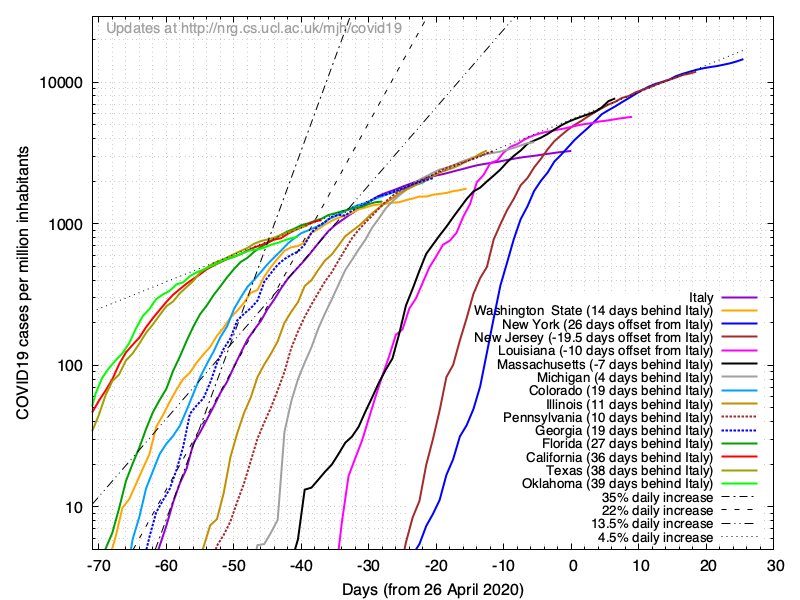 Updates at http://nrg.cs.ucl.ac.uk/mjh/covid19
COVID19 cases per million inhabitants
10000
1000
100
10
Italy
Washington State (14 days behind Italy)
New York (26 days offset from Italy)
New Jersey (-19.5 days offset from Italy)
Louisiana (-10 days offset from Italy)
Massachusetts (-7 days behind Italy)
Michigan (4 days behind Italy)
Colorado (19 days behind Italy)
Illinois (11 days behind Italy)
Pennsylvania (10 days behind Italy)
Georgia (19 days behind Italy)
Florida (27 days behind Italy)
California (36 days behind Italy)
Texas (38 days behind Italy)
Oklahoma (39 days behind Italy)
35% daily increase
22% daily increase
13.5% daily increase
4.5% daily increase
-70 -60 -50 -40 -30 -20 -10 0 10 20 30
Days (from 26 April 2020)